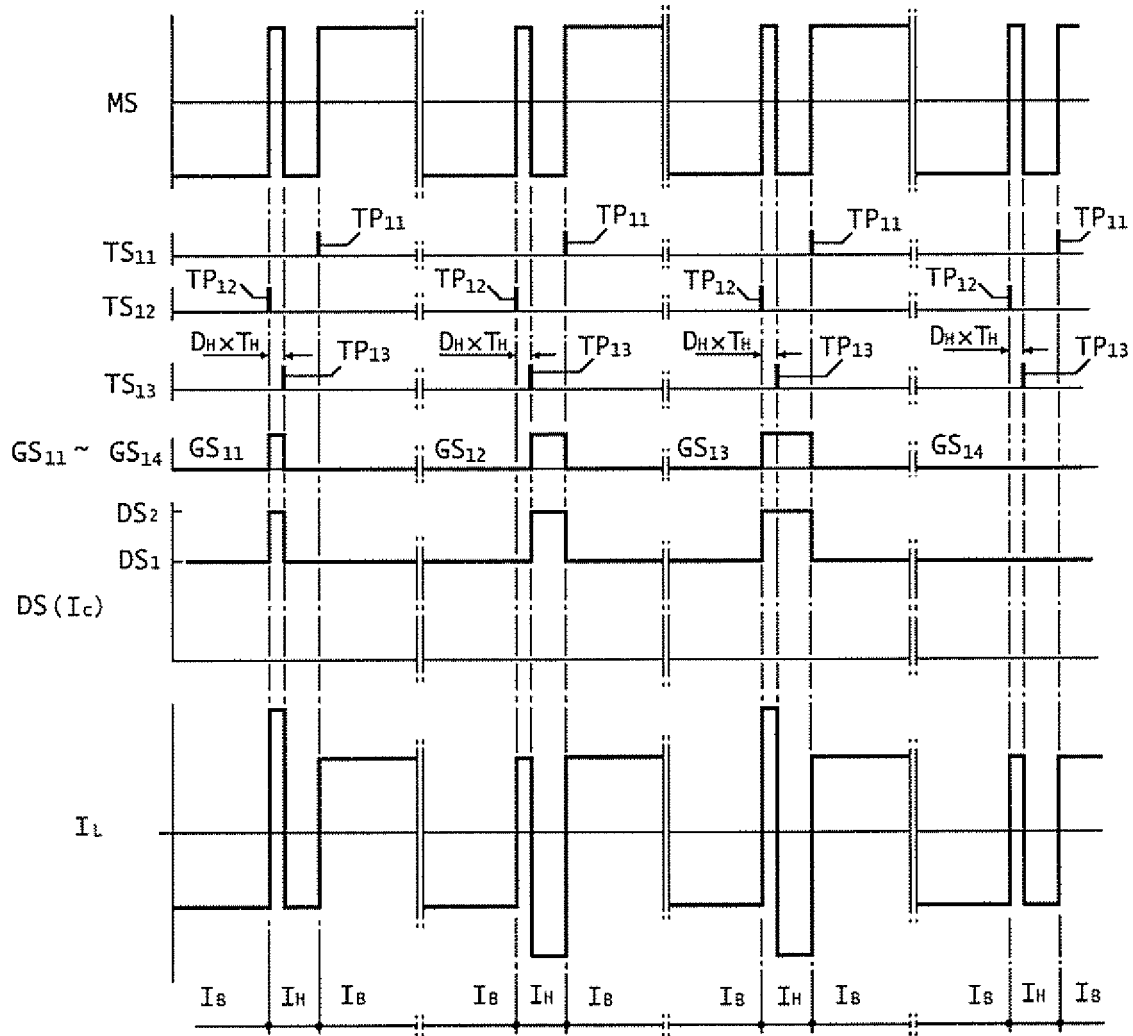 MS
TS11
TP11 TP11 TP11 TP11
TS12
TP12 TP12 TP12 TP12
DH×TH DH×TH DH×TH DH×TH
TS13
TP13 TP13 TP13 TP13
GS11 ~ GS14
GS11 GS12 GS13 GS14
DS2
DS1
DS(Ic)
IL
IB IH IB IB IH IB IB IH IB IB IH IB